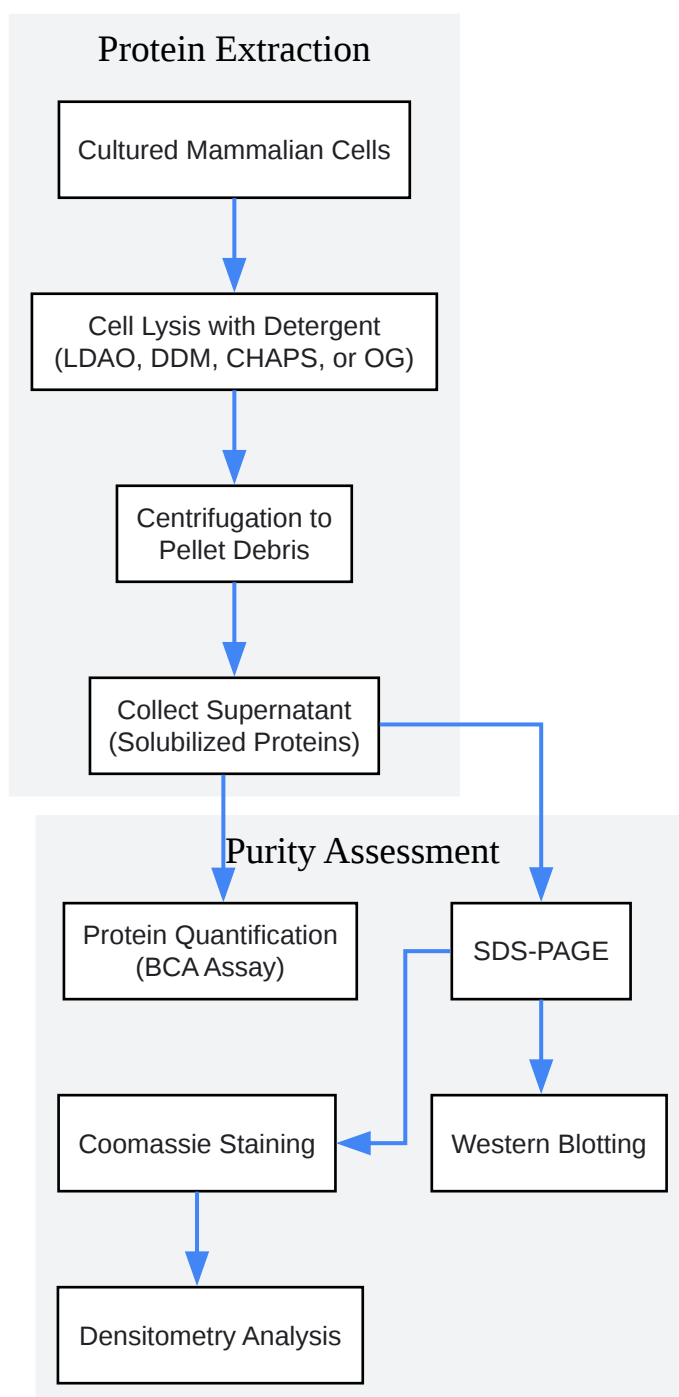 Protein Extraction
Cultured Mammalian Cells
Cell Lysis with Detergent
(LDAO, DDM, CHAPS, or OG)
Centrifugation to
Pellet Debris
Collect Supernatant
(Solubilized Proteins)
Purity Assessment
Protein Quantification
(BCA Assay)
SDS-PAGE
Coomassie Staining
Western Blotting
Densitometry Analysis